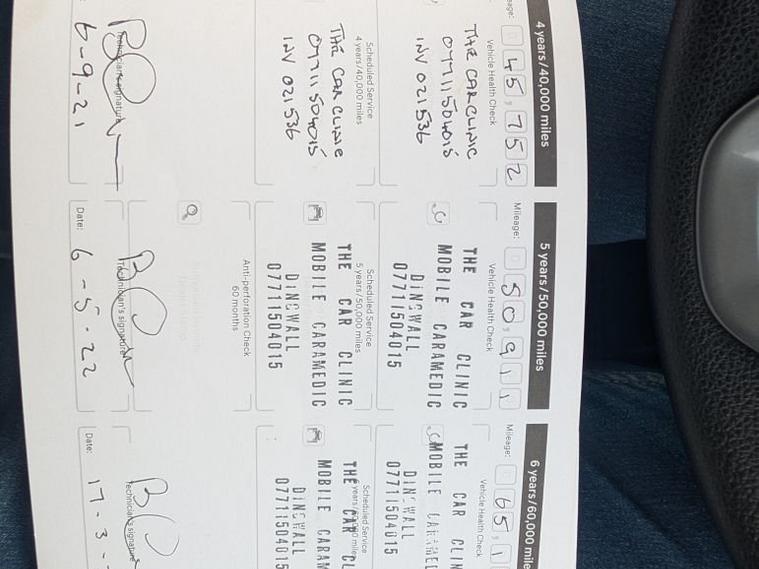 4 years/40,000 miles
45,752
Vehicle Health Check
THE CAR CLINIC
07711504015
INV 021536
Scheduled Service
4 years/40,000 miles
THE CAR CLINIC
07711504015
INV 021536
Technician's signature
6-9-21
5 years/50,000 miles
Mileage:
50,911
Vehicle Health Check
THE CAR CLINIC
MOBILE CARAMEDIC
DINGWALL
07711504015
Scheduled Service
5 years/50,000 miles
THE CAR CLINIC
MOBILE CARAMEDIC
DINGWALL
07711504015
Anti-perforation Check
60 months
Technician's signature
Date:
6-5-22
6 years/60,000 mile
Mileage:
65,1
Vehicle Health Check
THE CAR CLIN
MOBILE
DINGWALL
07711504015
Scheduled Service
THE CAR CL
MOBILE CARAM
DINGWALL
07711504015
Technician's signature
Date:
17-3-